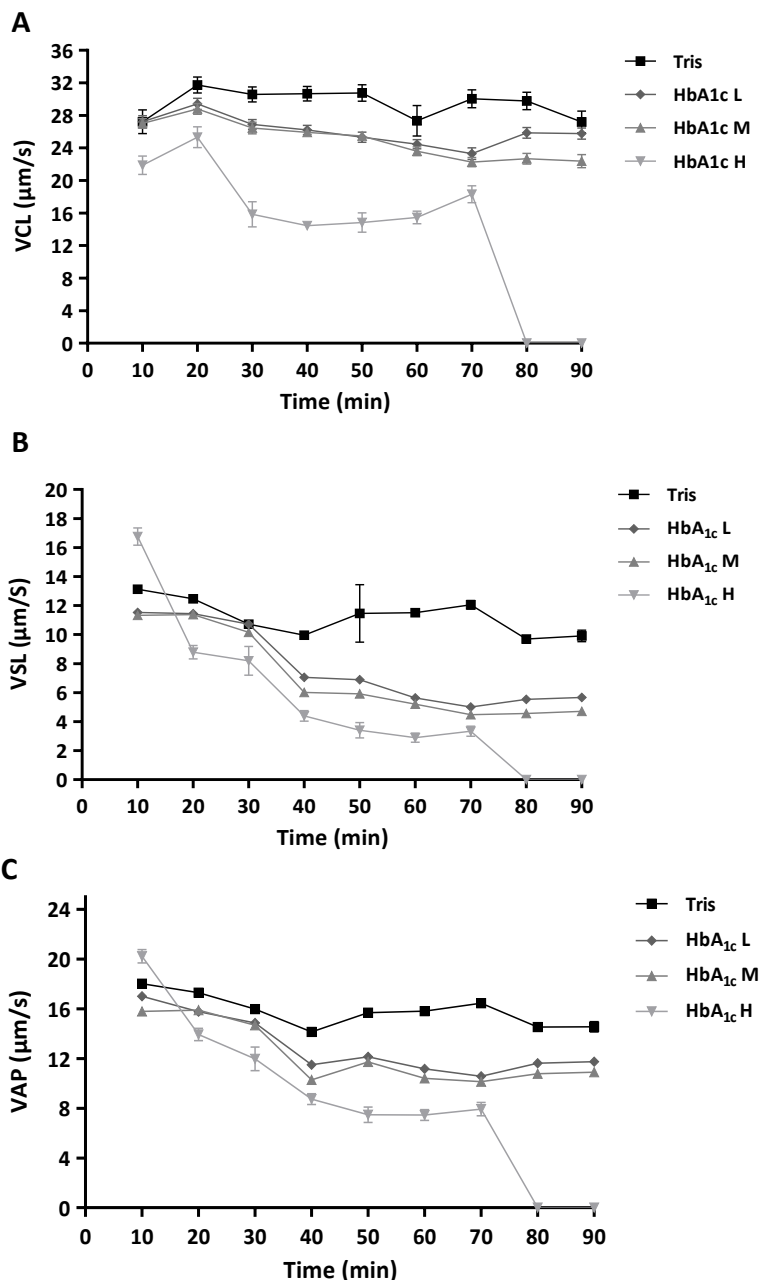 A
36
32
28
24
20
16
12
8
4
0
VCL (μm/s)
0 10 20 30 40 50 60 70 80 90
Time (min)
Tris
HbA1c L
HbA1c M
HbA1c H
B
20
18
16
14
12
10
8
6
4
2
0
VSL (μm/S)
0 10 20 30 40 50 60 70 80 90
Time (min)
Tris
HbA1c L
HbA1c M
HbA1c H
C
24
20
16
12
8
4
0
VAP (μm/s)
0 10 20 30 40 50 60 70 80 90
Time (min)
Tris
HbA1c L
HbA1c M
HbA1c H